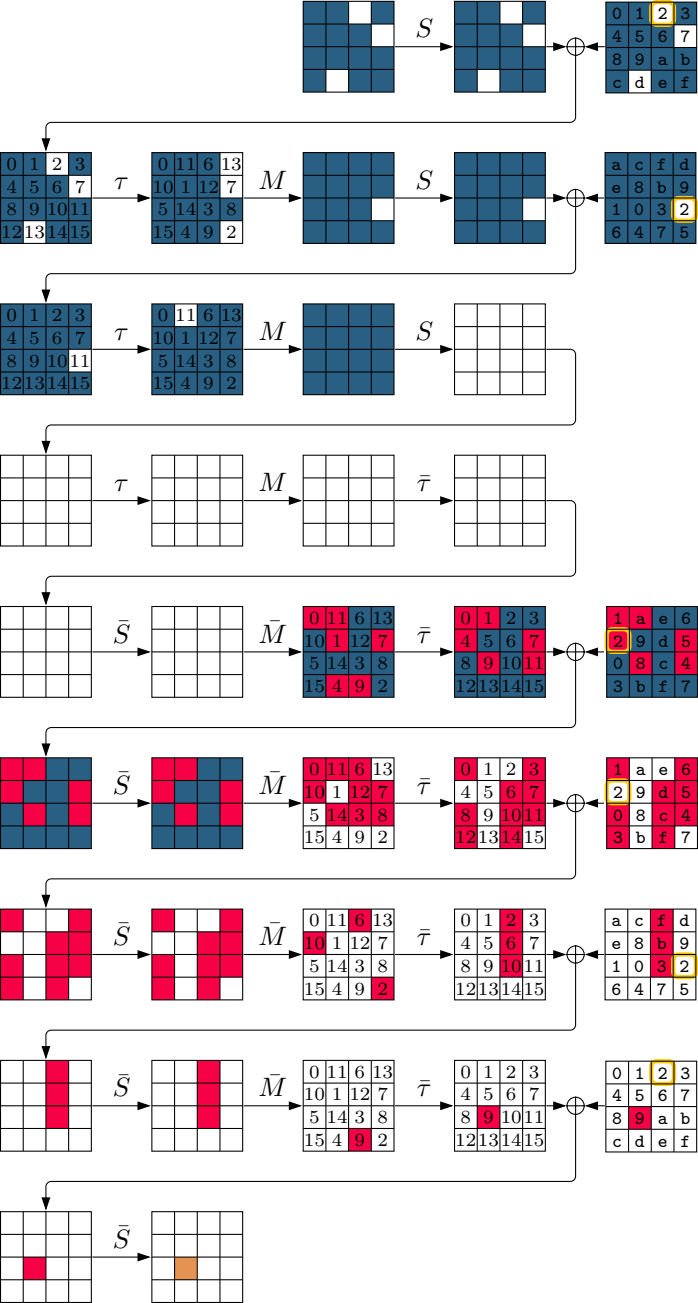 S
0 1 2 3
4 5 6 7
8 9 a b
c d e f
0 1 2 3
4 5 6 7
8 9 10 11
12 13 14 15
τ
0 11 6 13
10 1 12 7
5 14 3 8
15 4 9 2
M
S
a c f d
e 8 b 9
1 0 3 2
6 4 7 5
0 1 2 3
4 5 6 7
8 9 10 11
12 13 14 15
τ
0 11 6 13
10 1 12 7
5 14 3 8
15 4 9 2
M
S
τ
M
τ̄
S̄
M̄
0 11 6 13
10 1 12 7
5 14 3 8
15 4 9 2
τ̄
0 1 2 3
4 5 6 7
8 9 10 11
12 13 14 15
1 a e 6
2 9 d 5
0 8 c 4
3 b f 7
S̄
M̄
0 11 6 13
10 1 12 7
5 14 3 8
15 4 9 2
τ̄
0 1 2 3
4 5 6 7
8 9 10 11
12 13 14 15
1 a e 6
2 9 d 5
0 8 c 4
3 b f 7
S̄
M̄
0 11 6 13
10 1 12 7
5 14 3 8
15 4 9 2
τ̄
0 1 2 3
4 5 6 7
8 9 10 11
12 13 14 15
a c f d
e 8 b 9
1 0 3 2
6 4 7 5
S̄
M̄
0 11 6 13
10 1 12 7
5 14 3 8
15 4 9 2
τ̄
0 1 2 3
4 5 6 7
8 9 10 11
12 13 14 15
0 1 2 3
4 5 6 7
8 9 a b
c d e f
S̄